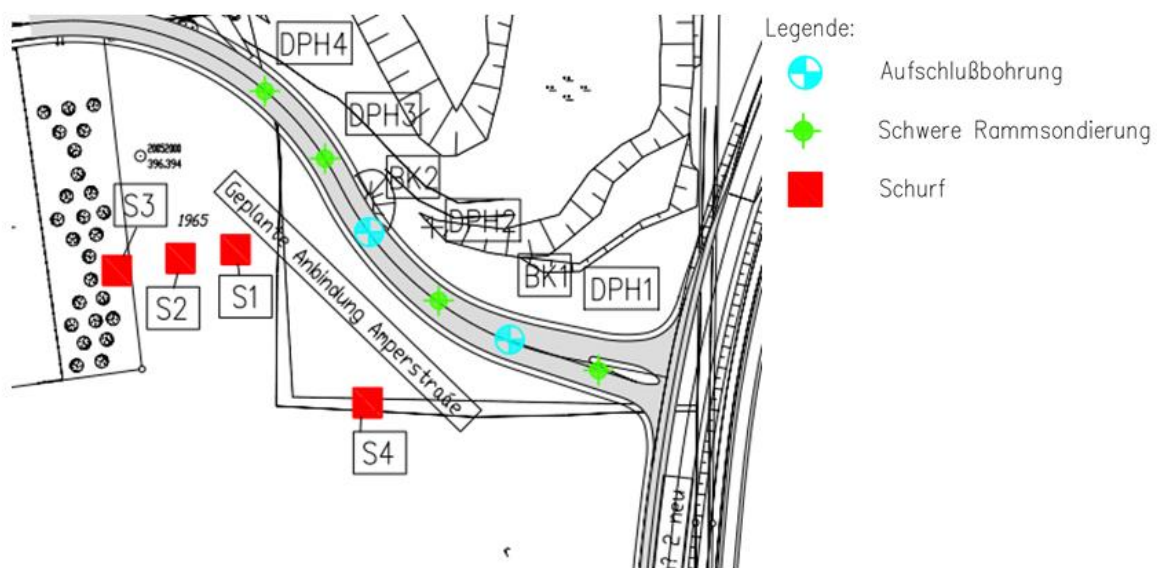 DPH4
DPH3
BK2
DPH2
BK1
DPH1
20052000
396.394
S3
1965
S2
S1
S4
Geplante Anbindung Amperstraße
2 neu
Legende:
Aufschlußbohrung
Schwere Rammsondierung
Schurf